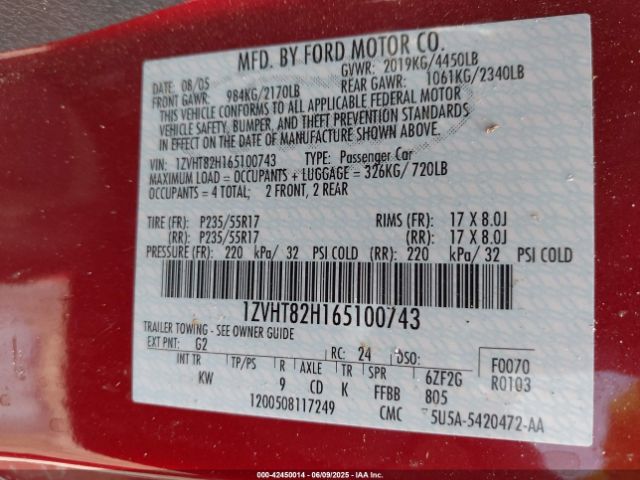 MFD. BY FORD MOTOR CO.
DATE: 08/05 GVWR: 2019KG/4450LB
FRONT GAWR: 984KG/2170LB REAR GAWR: 1061KG/2340LB
THIS VEHICLE CONFORMS TO ALL APPLICABLE FEDERAL MOTOR
VEHICLE SAFETY, BUMPER, AND THEFT PREVENTION STANDARDS
IN EFFECT ON THE DATE OF MANUFACTURE SHOWN ABOVE.
VIN: 1ZVHT82H165100743 TYPE: Passenger Car
MAXIMUM LOAD = OCCUPANTS + LUGGAGE = 326KG/ 720LB
OCCUPANTS = 4 TOTAL; 2 FRONT, 2 REAR
TIRE (FR): P235/55R17 RIMS (FR): 17 X 8.0J
(RR): P235/55R17 (RR): 17 X 8.0J
PRESSURE (FR): 220 kPa/ 32 PSI COLD (RR): 220 kPa/ 32 PSI COLD
1ZVHT82H165100743
TRAILER TOWING - SEE OWNER GUIDE
EXT PNT: G2 RC: 24 DSO: F0070
INT TR TP/PS R AXLE TR SPR 6ZF2G R0103
KW 9 CD K FFBB 805
1200508117249 CMC 5U5A-5420472-AA
000-42450014 | 06/09/2025 | IAAI.COM